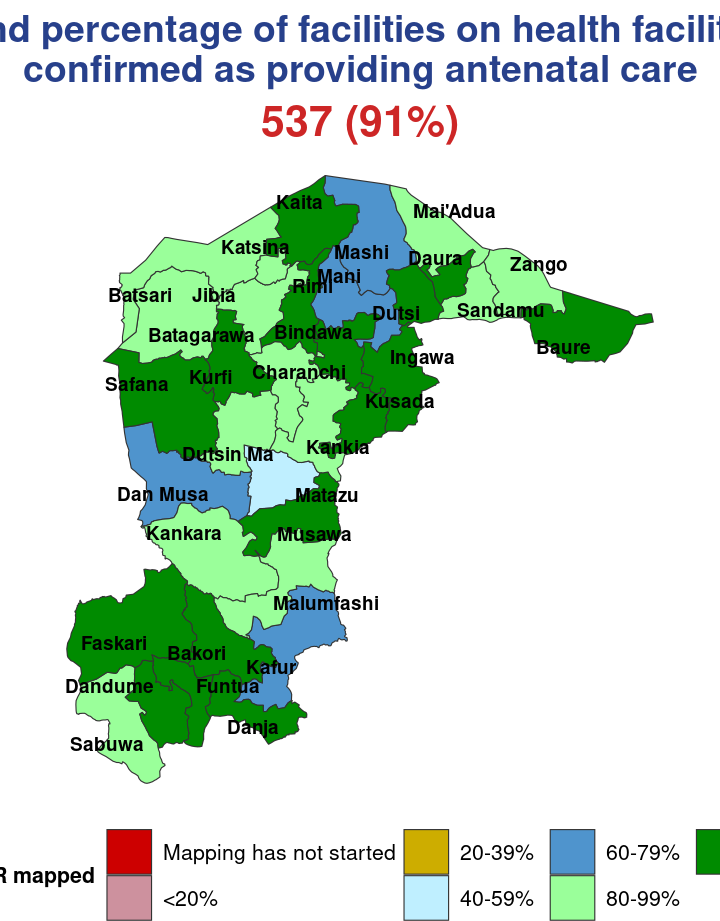 percentage of facilities on health
confirmed as providing antenatal care
537 (91%)
Kaita
Mai'Adua
Katsina
Mashi
Daura
Zango
Mani
Rimi
Batsari
Jibia
Sandamu
Dutsi
Batagarawa
Bindawa
Baure
Ingawa
Charanchi
Kurfi
Safana
Kusada
Kankia
Dutsin Ma
Dan Musa
Matazu
Kankara
Musawa
Malumfashi
Faskari
Bakori
Kafur
Dandume
Funtua
Danja
Sabuwa
mapped
Mapping has not started
20-39%
60-79%
<20%
40-59%
80-99%